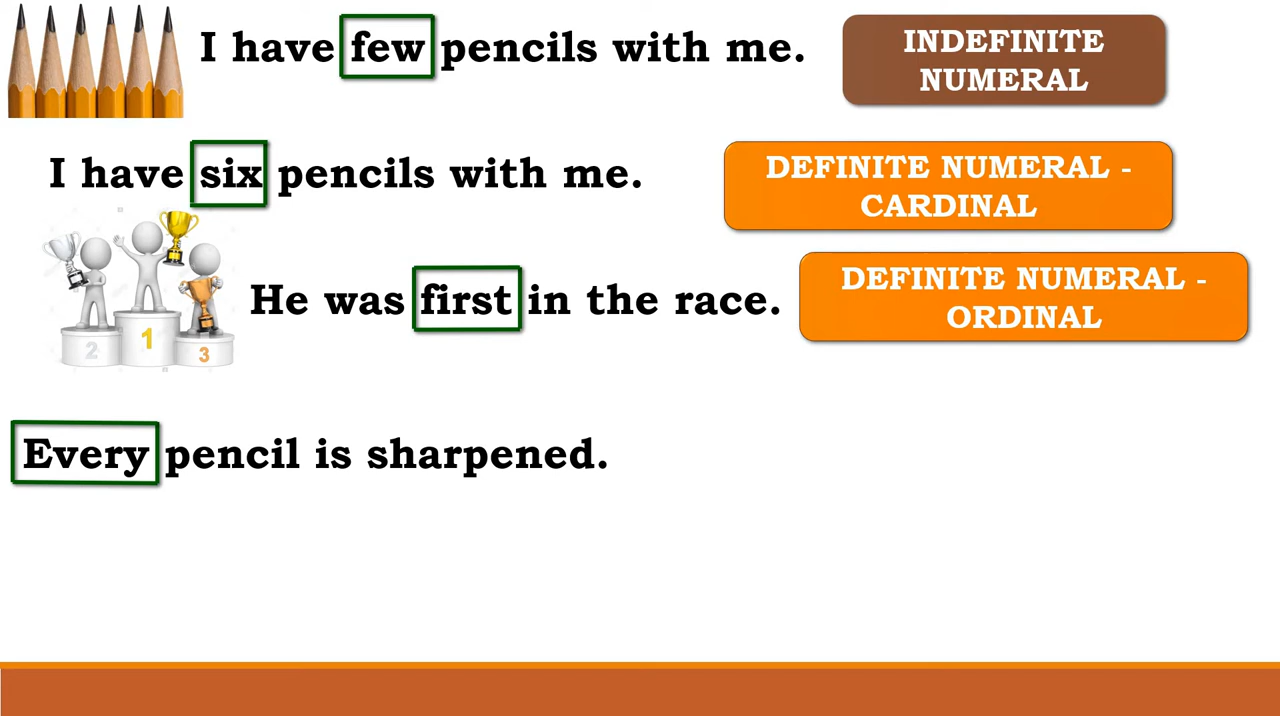 I have few pencils with me.
INDEFINITE
NUMERAL
I have six pencils with me.
DEFINITE NUMERAL -
CARDINAL
He was first in the race.
DEFINITE NUMERAL -
ORDINAL
2
1
3
Every pencil is sharpened.